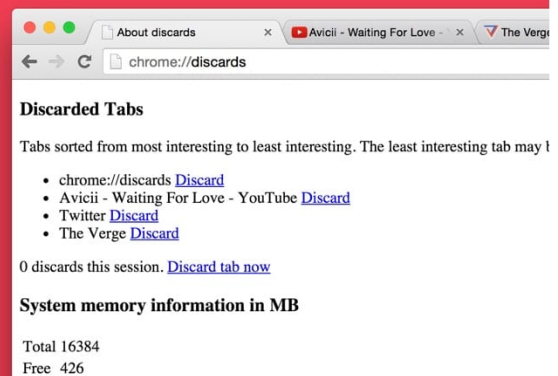 About discards
Avicii - Waiting For Love -
The Verge
chrome://discards
Discarded Tabs
Tabs sorted from most interesting to least interesting. The least interesting tab may
chrome://discards Discard
Avicii - Waiting For Love - YouTube Discard
Twitter Discard
The Verge Discard
0 discards this session. Discard tab now
System memory information in MB
Total 16384
Free 426